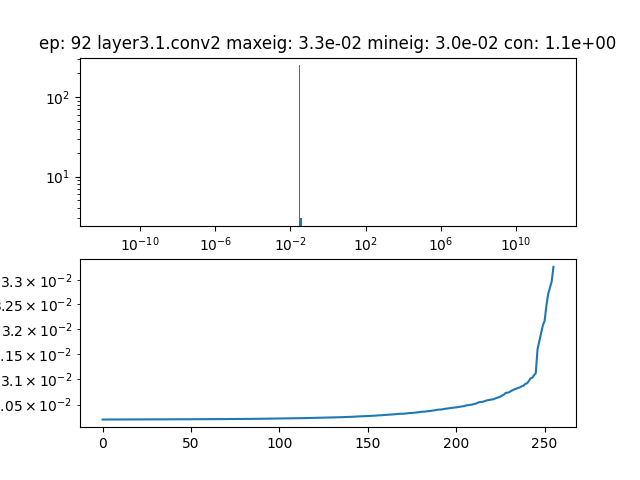 ep: 92 layer3.1.conv2 maxeig: 3.3e-02 mineig: 3.0e-02 con: 1.1e+00
10²
10¹
10⁻¹⁰ 10⁻⁶ 10⁻² 10² 10⁶ 10¹⁰
3.3 × 10⁻²
.25 × 10⁻²
3.2 × 10⁻²
.15 × 10⁻²
3.1 × 10⁻²
.05 × 10⁻²
0 50 100 150 200 250